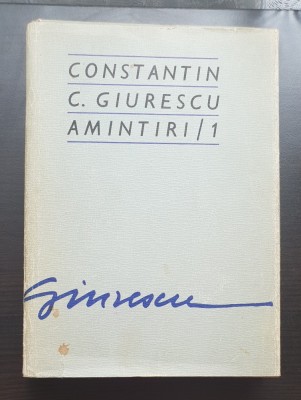 CONSTANTIN
C. GIURESCU
AMINTIRI/1
Giurescu